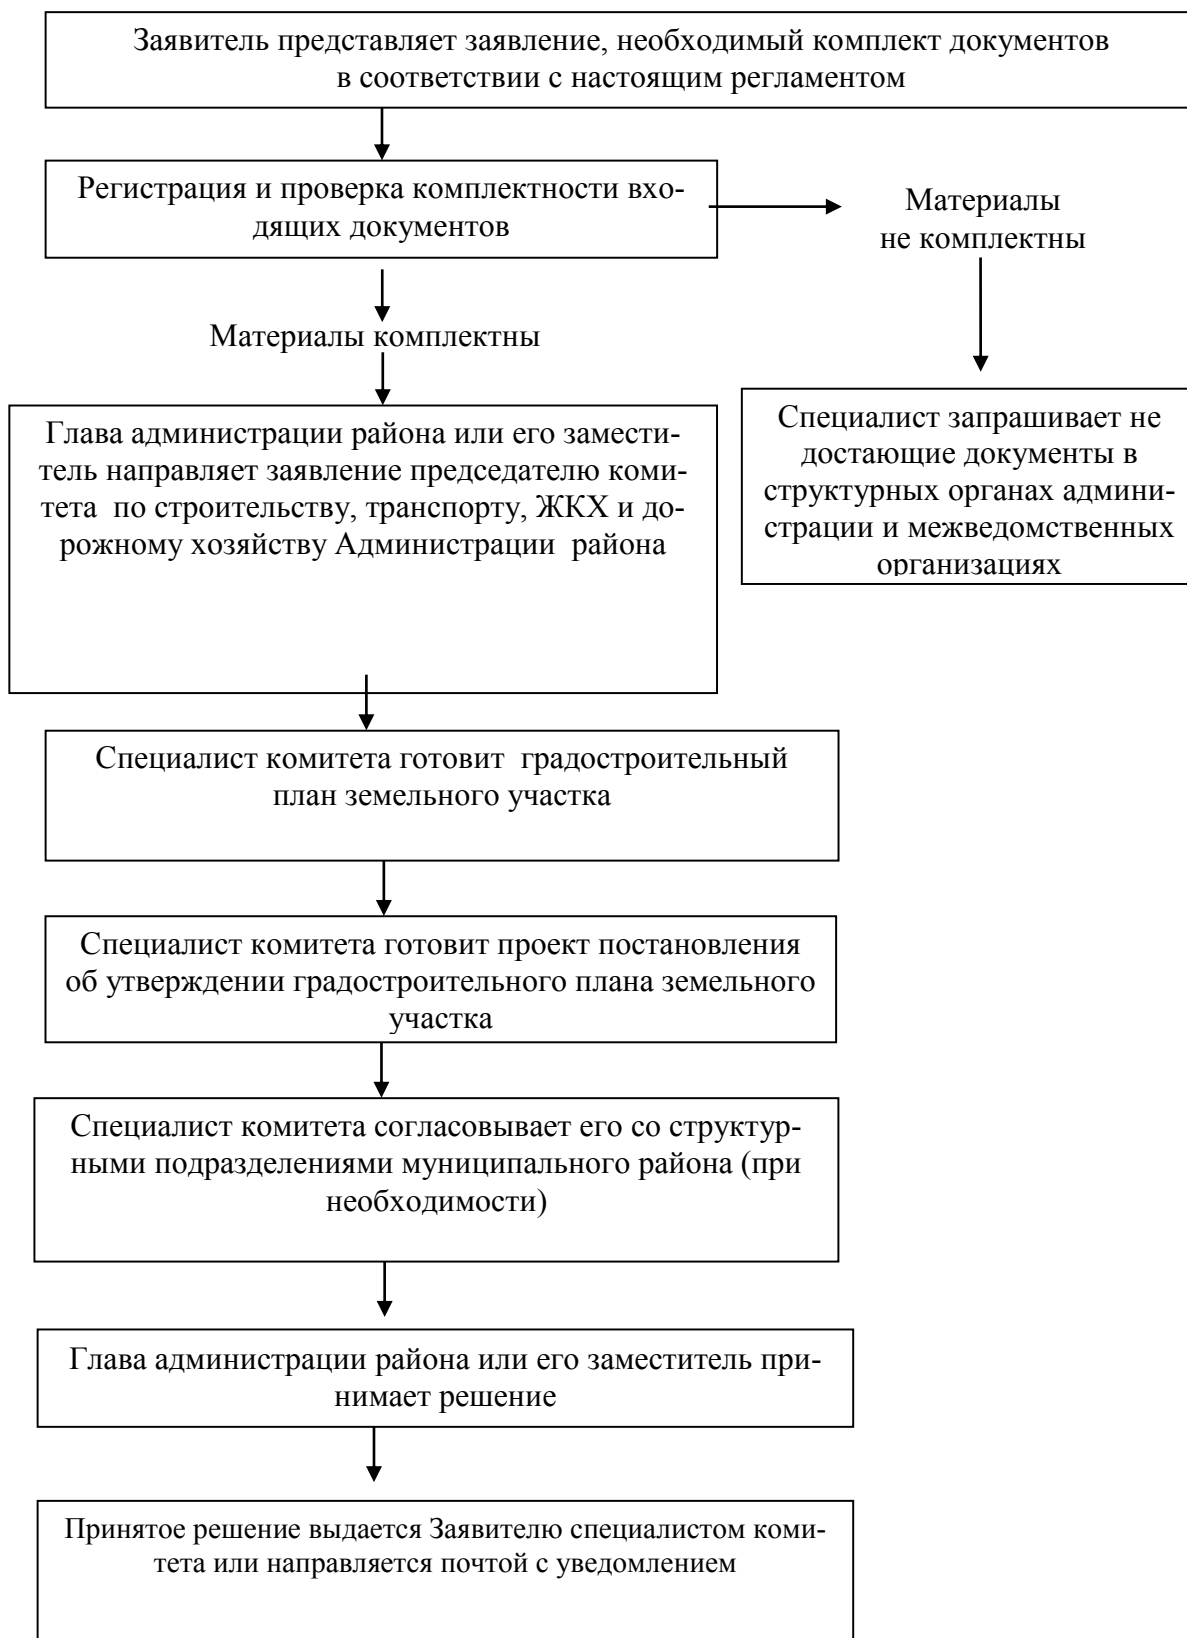 Заявитель представляет заявление, необходимый комплект документов
в соответствии с настоящим регламентом
Регистрация и проверка комплектности вхо-
дящих документов
Материалы
не комплектны
Материалы комплектны
Глава администрации района или его замести-
тель направляет заявление председателю коми-
тета  по строительству, транспорту, ЖКХ и до-
рожному хозяйству Администрации  района
Специалист запрашивает не
достающие документы в
структурных органах админи-
страции и межведомственных
организациях
Специалист комитета готовит  градостроительный
план земельного участка
Специалист комитета готовит проект постановления
об утверждении градостроительного плана земельного
участка
Специалист комитета согласовывает его со структур-
ными подразделениями муниципального района (при
необходимости)
Глава администрации района или его заместитель при-
нимает решение
Принятое решение выдается Заявителю специалистом коми-
тета или направляется почтой с уведомлением